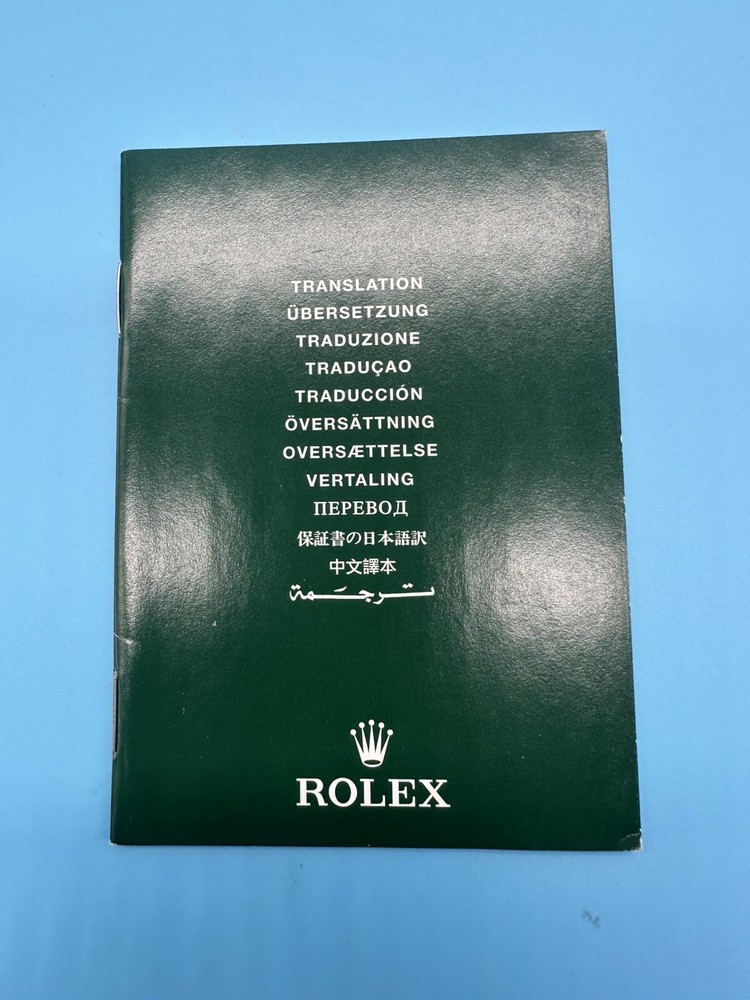 TRANSLATION
ÜBERSETZUNG
TRADUZIONE
TRADUÇAO
TRADUCCIÓN
ÖVERSÄTTNING
OVERSÆTTELSE
VERTALING
ПЕРЕВОД
保証書の日本語訳
中文譯本
ترجمة
ROLEX